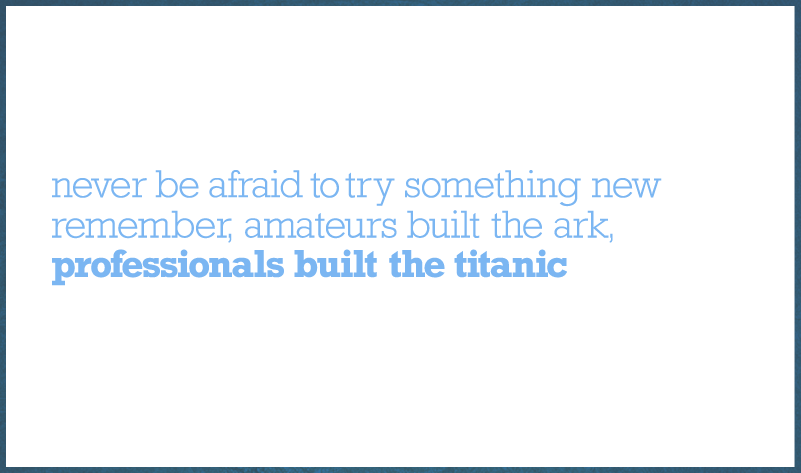 never be afraid to try something new
remember, amateurs built the ark,
professionals built the titanic